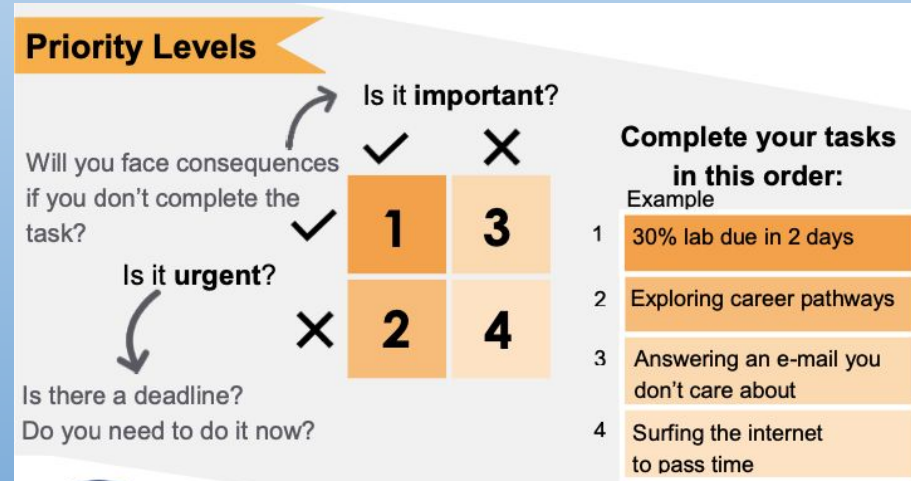 Priority Levels
Is it important?
Will you face consequences
if you don't complete the
task?
Is it urgent?
Is there a deadline?
Do you need to do it now?
1 3
2 4
Complete your tasks
in this order:
Example
1 30% lab due in 2 days
2 Exploring career pathways
3 Answering an e-mail you
don't care about
4 Surfing the internet
to pass time